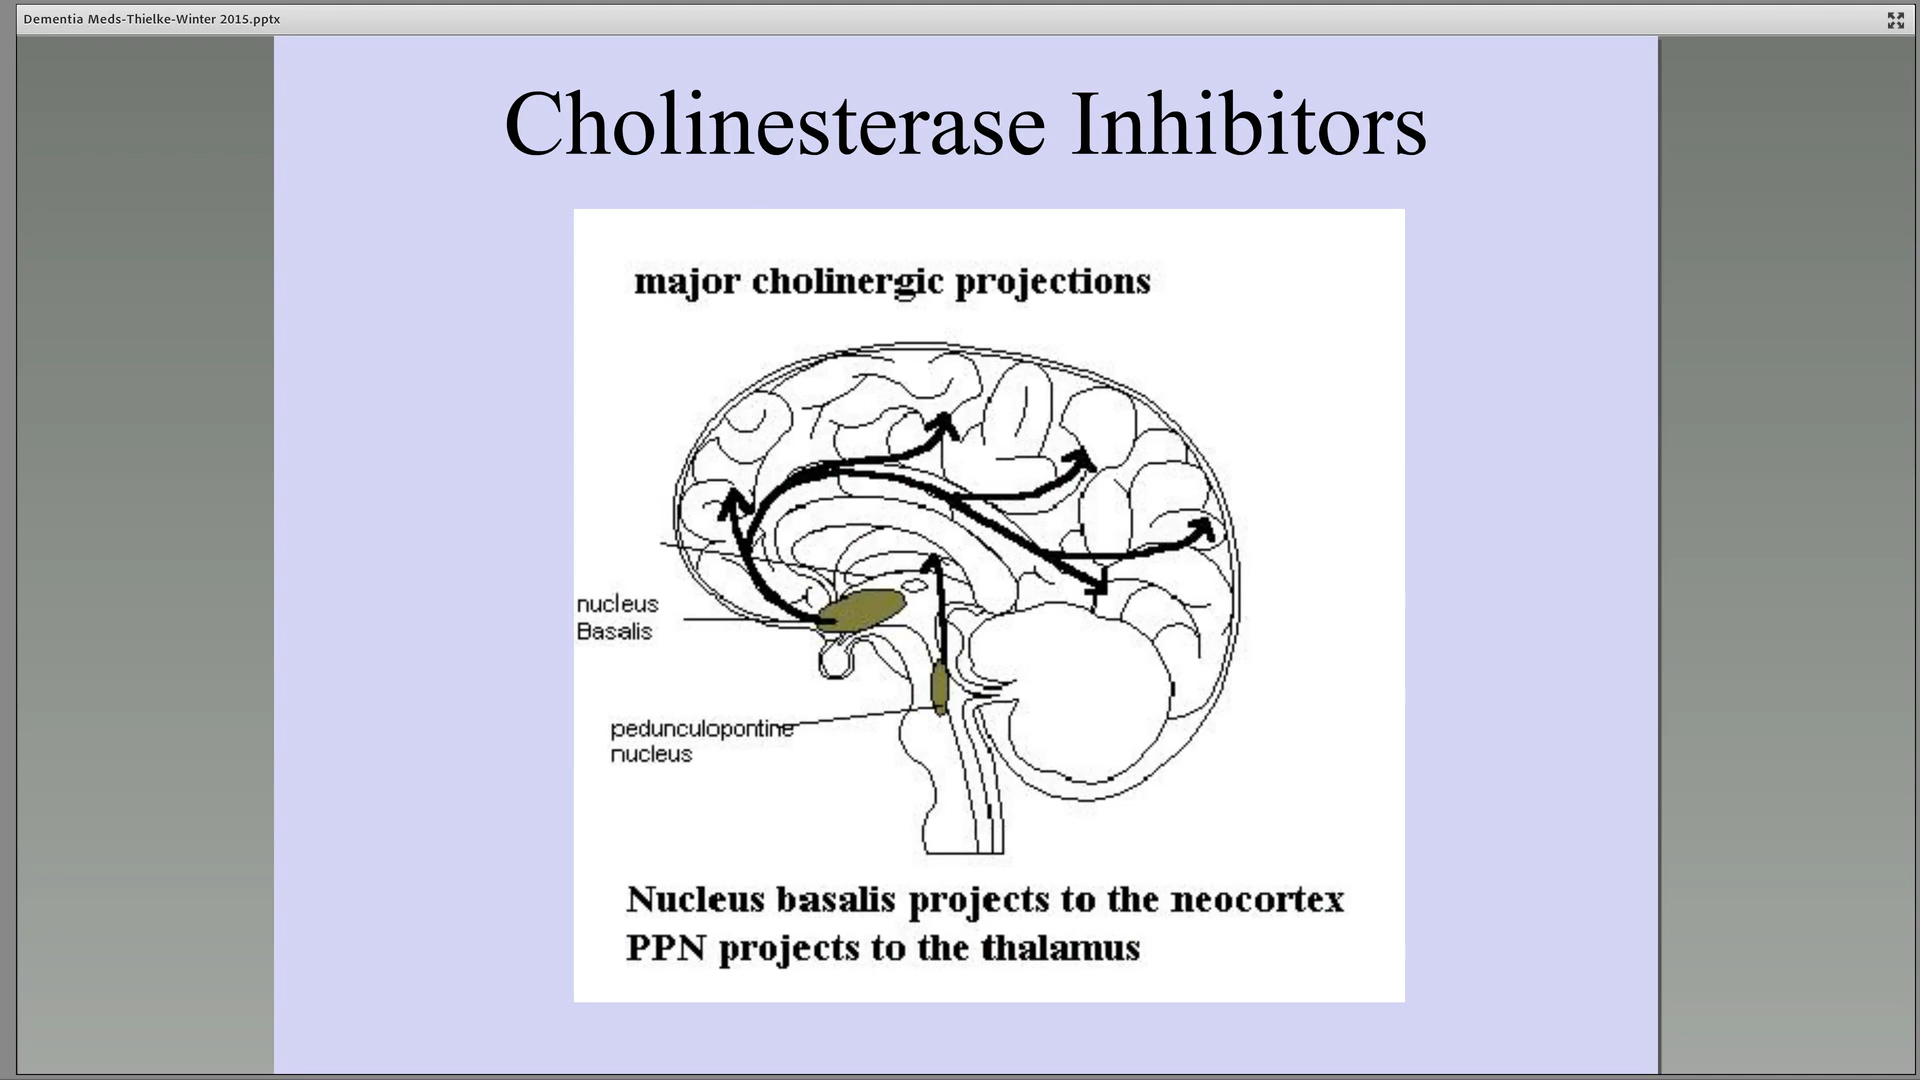 Dementia Meds-Thielke-Winter 2015.pptx
Cholinesterase Inhibitors
major cholinergic projections
nucleus
Basalis
pedunculopontine
nucleus
Nucleus basalis projects to the neocortex
PPN projects to the thalamus